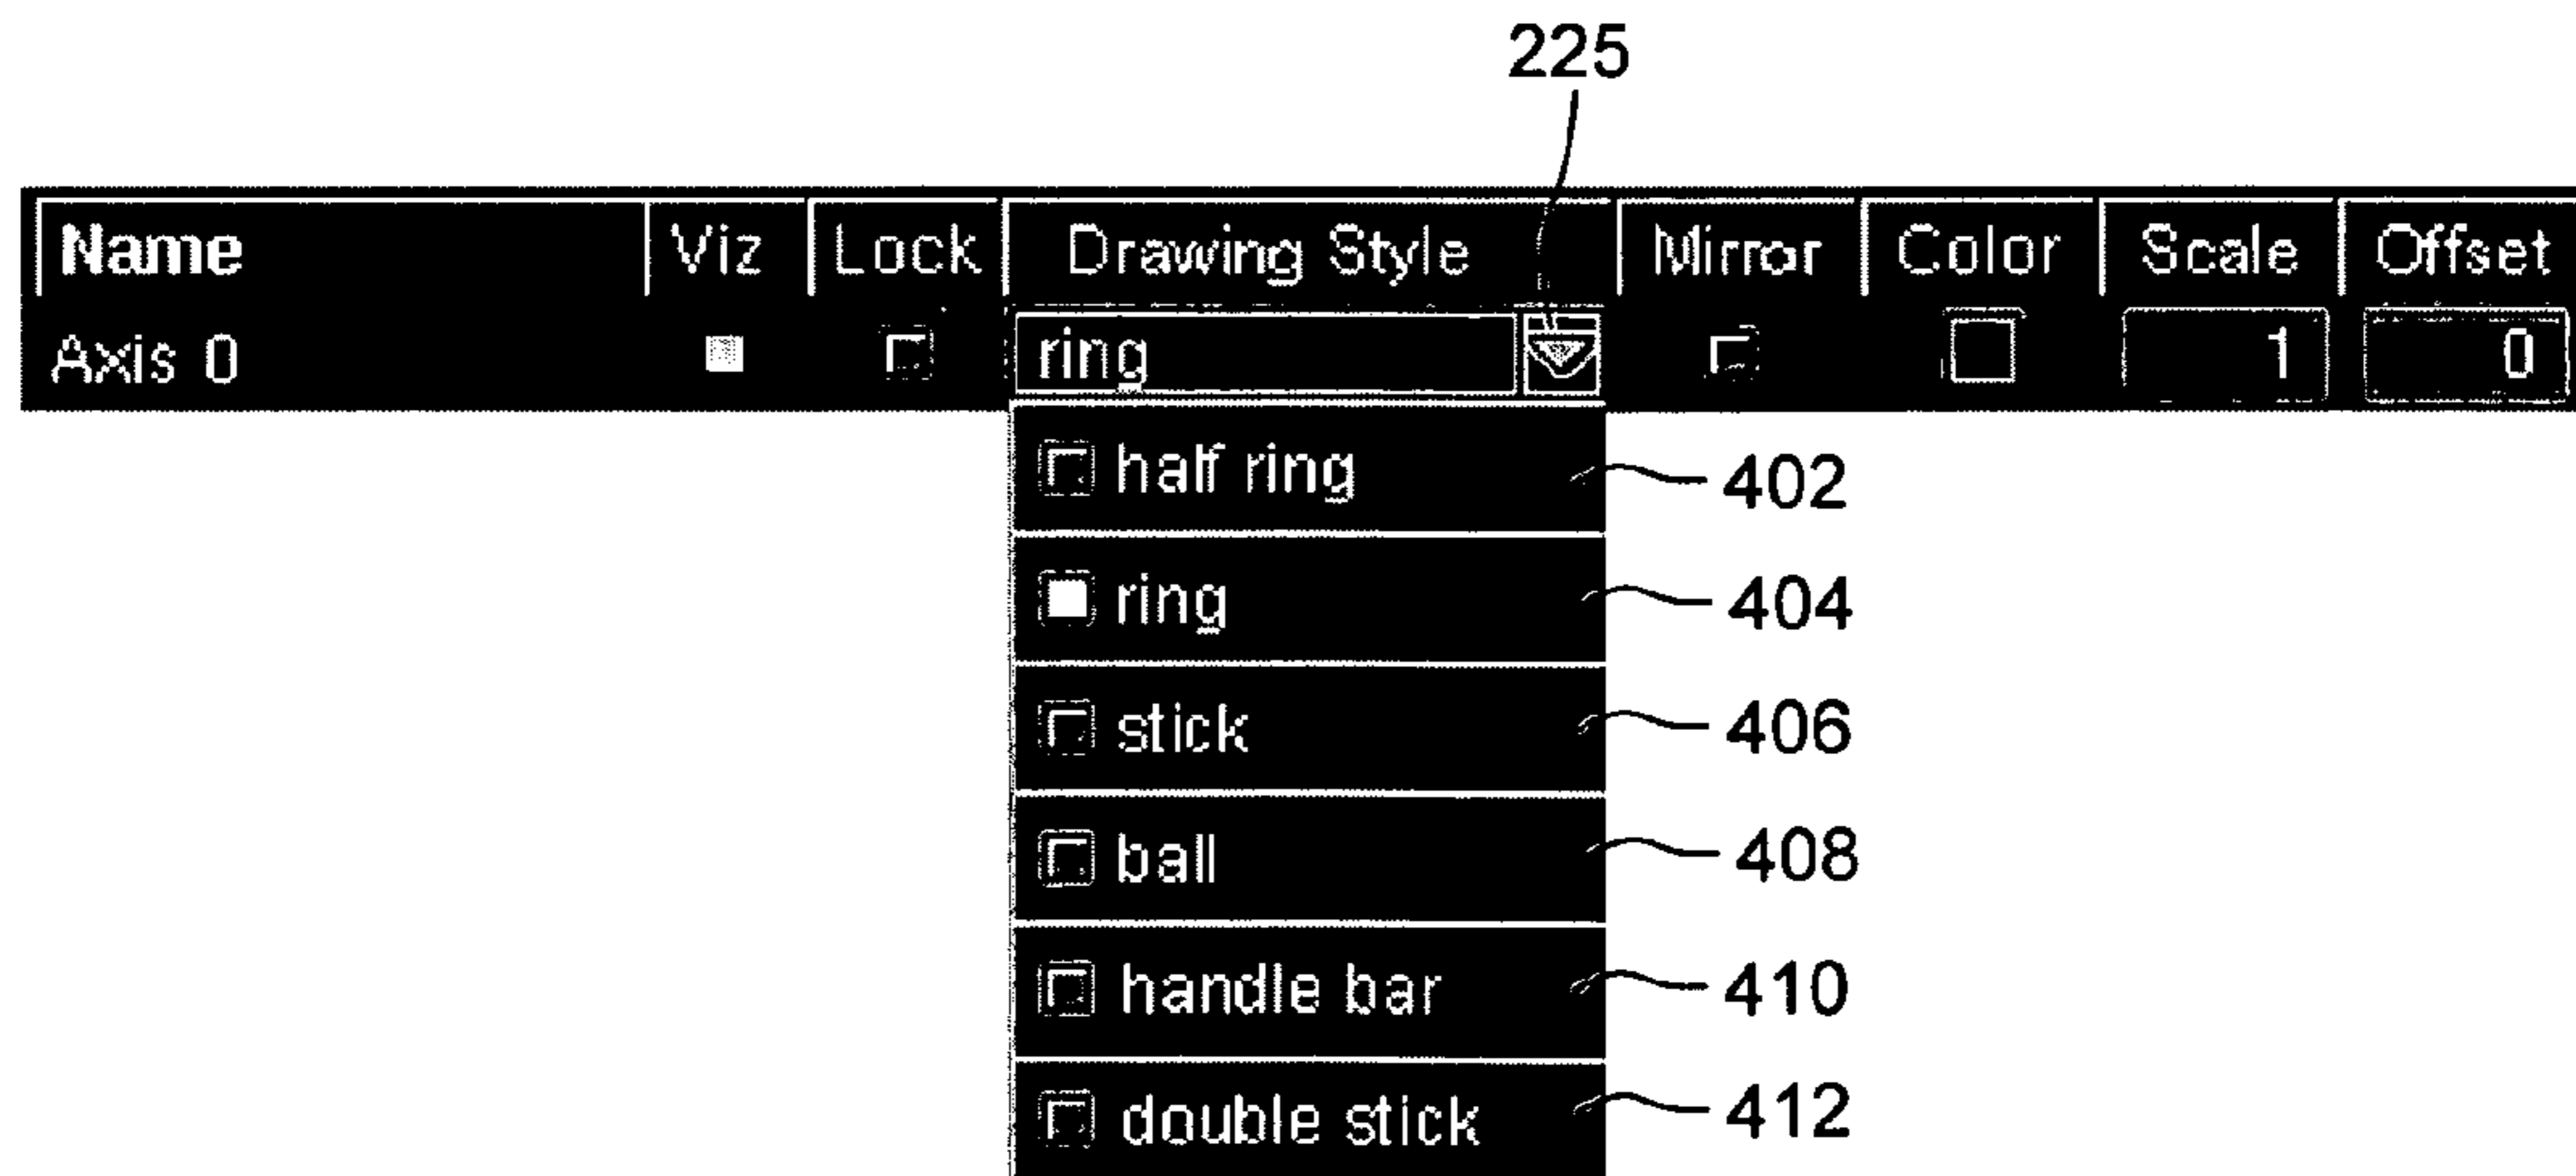 225
Name Viz Lock Drawing Style Mirror Color Scale Offset
Axis 0 ring 1 0
half ring 402
ring 404
stick 406
ball 408
handle bar 410
double stick 412